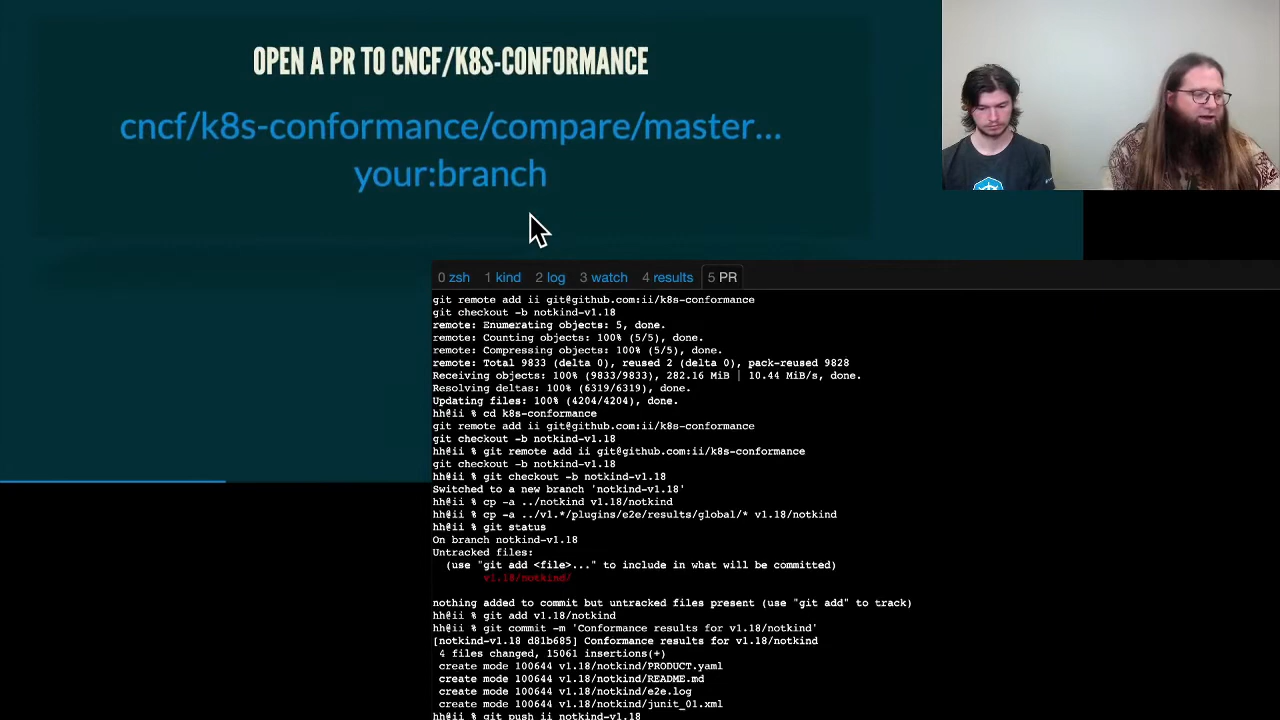 OPEN A PR TO CNCF/K8S-CONFORMANCE
cncf/k8s-conformance/compare/master...
your:branch
0 zsh 1 kind 2 log 3 watch 4 results 5 PR
git remote add ii git@github.com:ii/k8s-conformance
git checkout -b notkind-v1.18
remote: Enumerating objects: 5, done.
remote: Counting objects: 100% (5/5), done.
remote: Compressing objects: 100% (5/5), done.
remote: Total 9833 (delta 0), reused 2 (delta 0), pack-reused 9828
Receiving objects: 100% (9833/9833), 282.16 MiB | 10.44 MiB/s, done.
Resolving deltas: 100% (6319/6319), done.
Updating files: 100% (4204/4204), done.
hh@ii % cd k8s-conformance
git remote add ii git@github.com:ii/k8s-conformance
git checkout -b notkind-v1.18
hh@ii % git remote add ii git@github.com:ii/k8s-conformance
git checkout -b notkind-v1.18
hh@ii % git checkout -b notkind-v1.18
Switched to a new branch 'notkind-v1.18'
hh@ii % cp -a ../notkind v1.18/notkind
hh@ii % cp -a ../v1.*/plugins/e2e/results/global/* v1.18/notkind
hh@ii % git status
On branch notkind-v1.18
Untracked files:
(use "git add <file>..." to include in what will be committed)
v1.18/notkind/
nothing added to commit but untracked files present (use "git add" to track)
hh@ii % git add v1.18/notkind
hh@ii % git commit -m 'Conformance results for v1.18/notkind'
[notkind-v1.18 d81b685] Conformance results for v1.18/notkind
4 files changed, 15061 insertions(+)
create mode 100644 v1.18/notkind/PRODUCT.yaml
create mode 100644 v1.18/notkind/README.md
create mode 100644 v1.18/notkind/e2e.log
create mode 100644 v1.18/notkind/junit_01.xml
hh@ii % git push ii notkind-v1.18